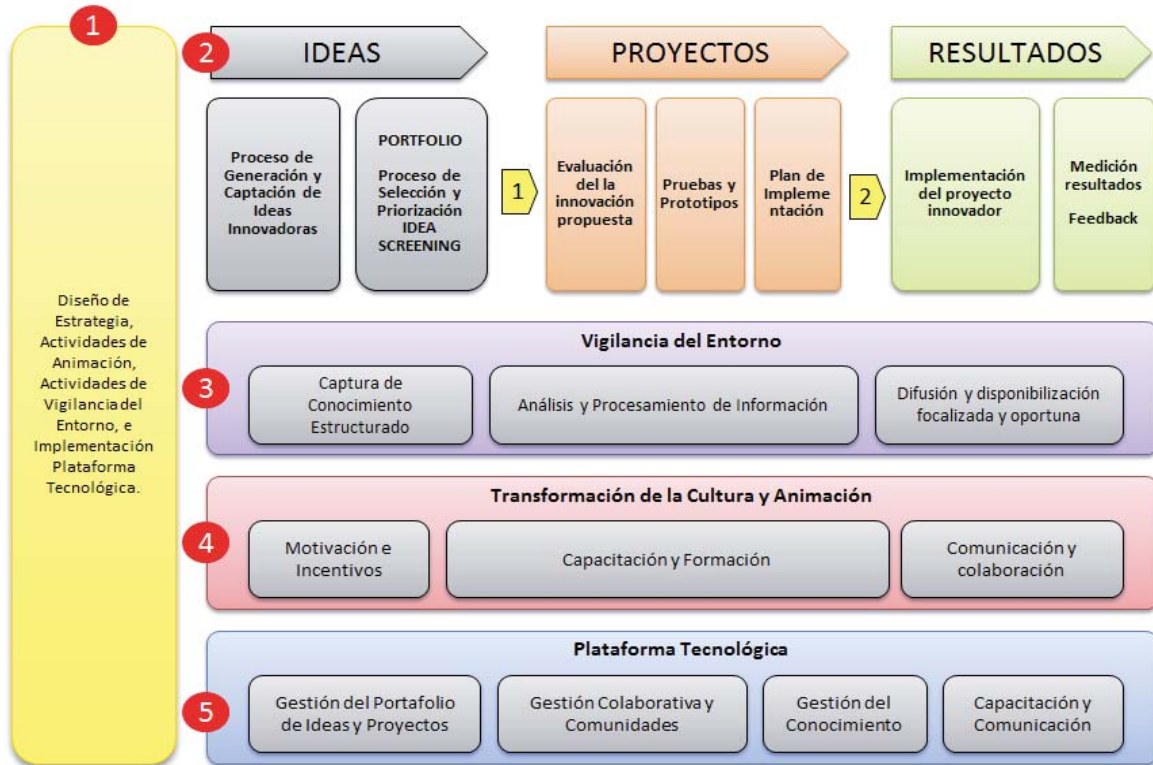 1
Diseño de
Estrategia,
Actividades de
Animación,
Actividades de
Vigilancia del
Entorno, e
Implementación
Plataforma
Tecnológica.
2
IDEAS
PROYECTOS
RESULTADOS
Proceso de
Generación y
Captación de
Ideas
Innovadoras
PORTFOLIO
Proceso de
Selección y
Priorización
IDEA
SCREENING
1
Evaluación
del la
innovación
propuesta
Pruebas y
Prototipos
Plan de
Impleme
ntación
2
Implementación
del proyecto
innovador
Medición
resultados
Feedback
3
Vigilancia del Entorno
Captura de
Conocimiento
Estructurado
Análisis y Procesamiento de Información
Difusión y disponibilización
focalizada y oportuna
4
Transformación de la Cultura y Animación
Motivación e
Incentivos
Capacitación y Formación
Comunicación y
colaboración
5
Plataforma Tecnológica
Gestión del Portafolio
de Ideas y Proyectos
Gestión Colaborativa y
Comunidades
Gestión del
Conocimiento
Capacitación y
Comunicación